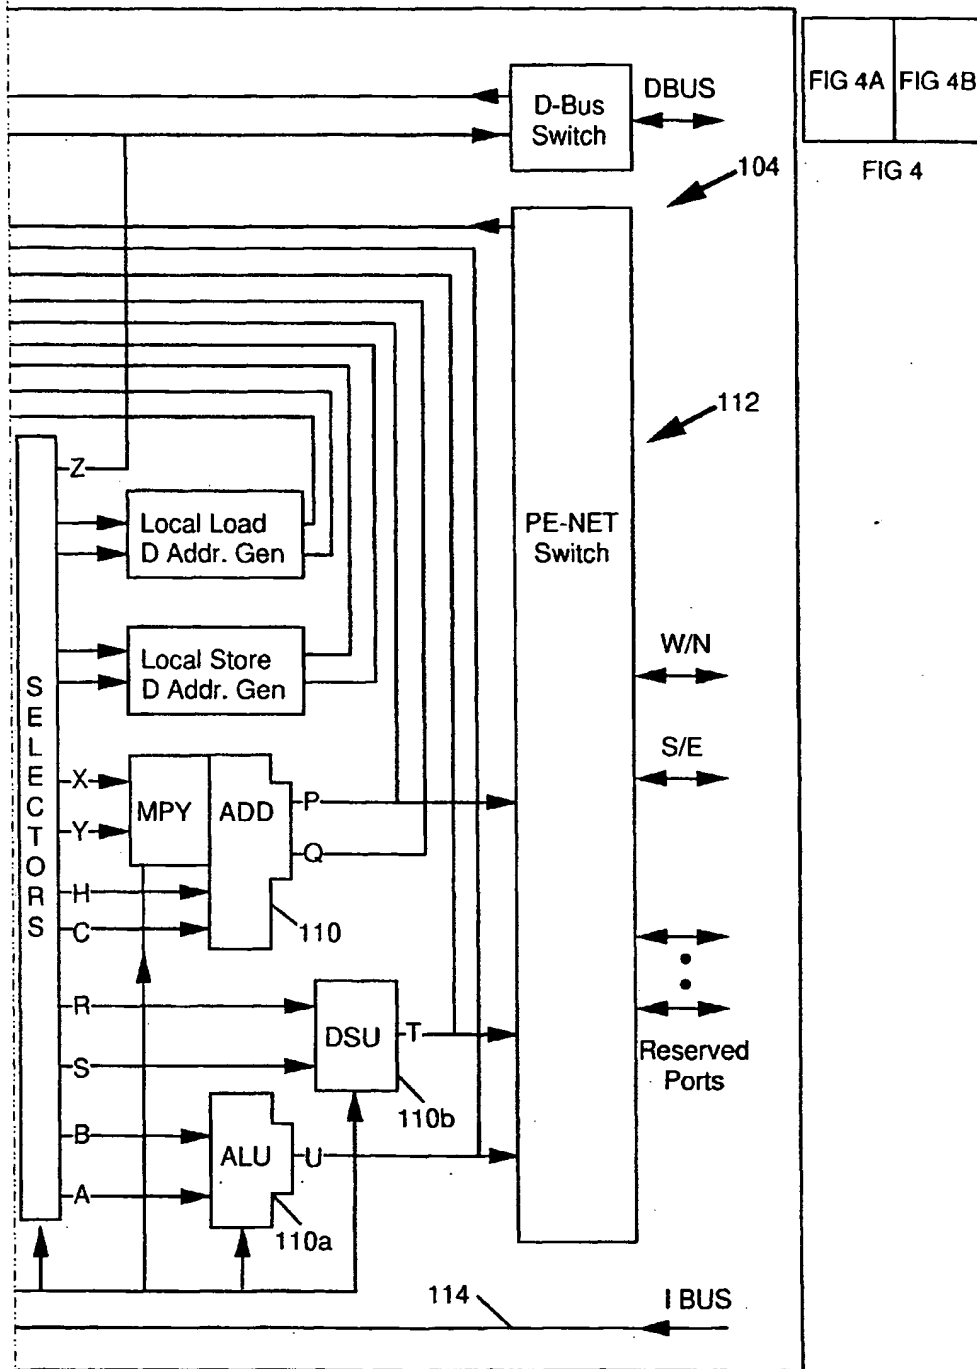 D-Bus
Switch
DBUS
FIG 4A
FIG 4B
FIG 4
104
112
PE-NET
Switch
Z
Local Load
D Addr. Gen
Local Store
D Addr. Gen
W/N
S/E
SELECTORS
X
Y
H
C
MPY
ADD
P
Q
110
R
S
DSU
T
110b
Reserved
Ports
B
A
ALU
U
110a
114
I BUS